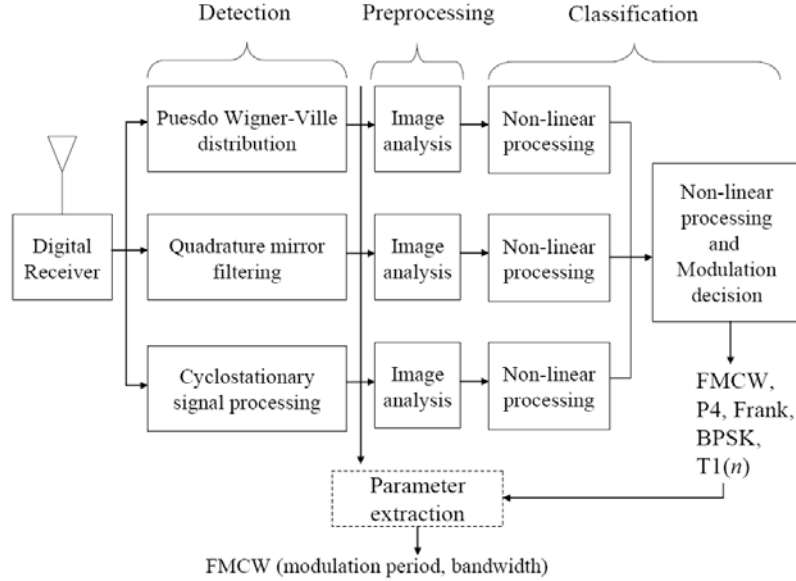 Detection
Preprocessing
Classification
Puesdo Wigner-Ville
distribution
Image
analysis
Non-linear
processing
Digital
Receiver
Quadrature mirror
filtering
Image
analysis
Non-linear
processing
Non-linear
processing
and
Modulation
decision
Cyclostationary
signal processing
Image
analysis
Non-linear
processing
FMCW,
P4, Frank,
BPSK,
T1(n)
Parameter
extraction
FMCW (modulation period, bandwidth)